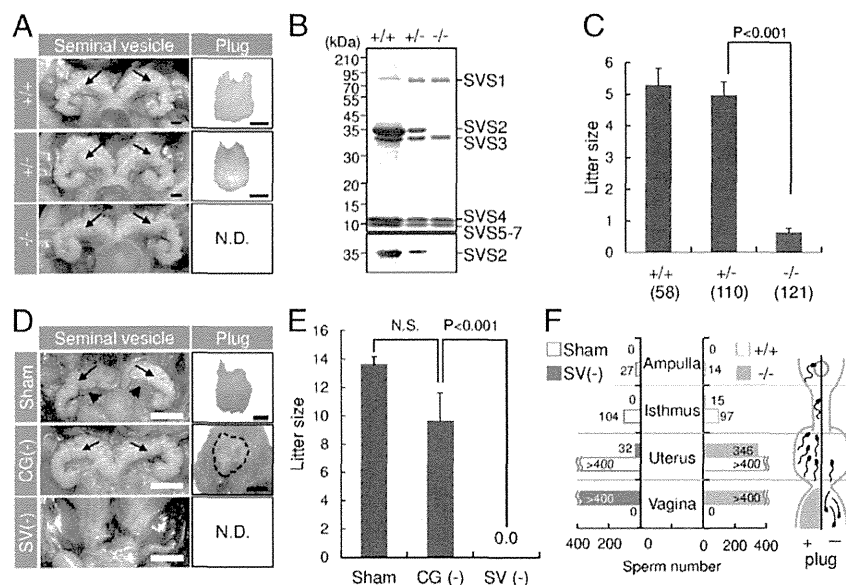 A
Seminal vesicle
Plug
+/+
+/-
-/-
N.D.
B
+/+ +/- -/-
(kDa)
210
95
70
55
45
35
30
20
15
10
35
SVS1
SVS2
SVS3
SVS4
SVS5-7
SVS2
C
P<0.001
Litter size
6
5
4
3
2
1
0
+/+ +/- -/-
(58) (110) (121)
D
Seminal vesicle
Plug
Sham
CG(-)
SV(-)
N.D.
E
N.S.
P<0.001
Litter size
16
14
12
10
8
6
4
2
0
0.0
Sham CG (-) SV (-)
F
Sham
SV(-)
+/+
-/-
0 Ampulla 0
27 14
0 Isthmus 15
104 97
32 Uterus 346
>400 >400
>400 Vagina >400
0 0
400 200 0 0 200 400
Sperm number
+ −
plug